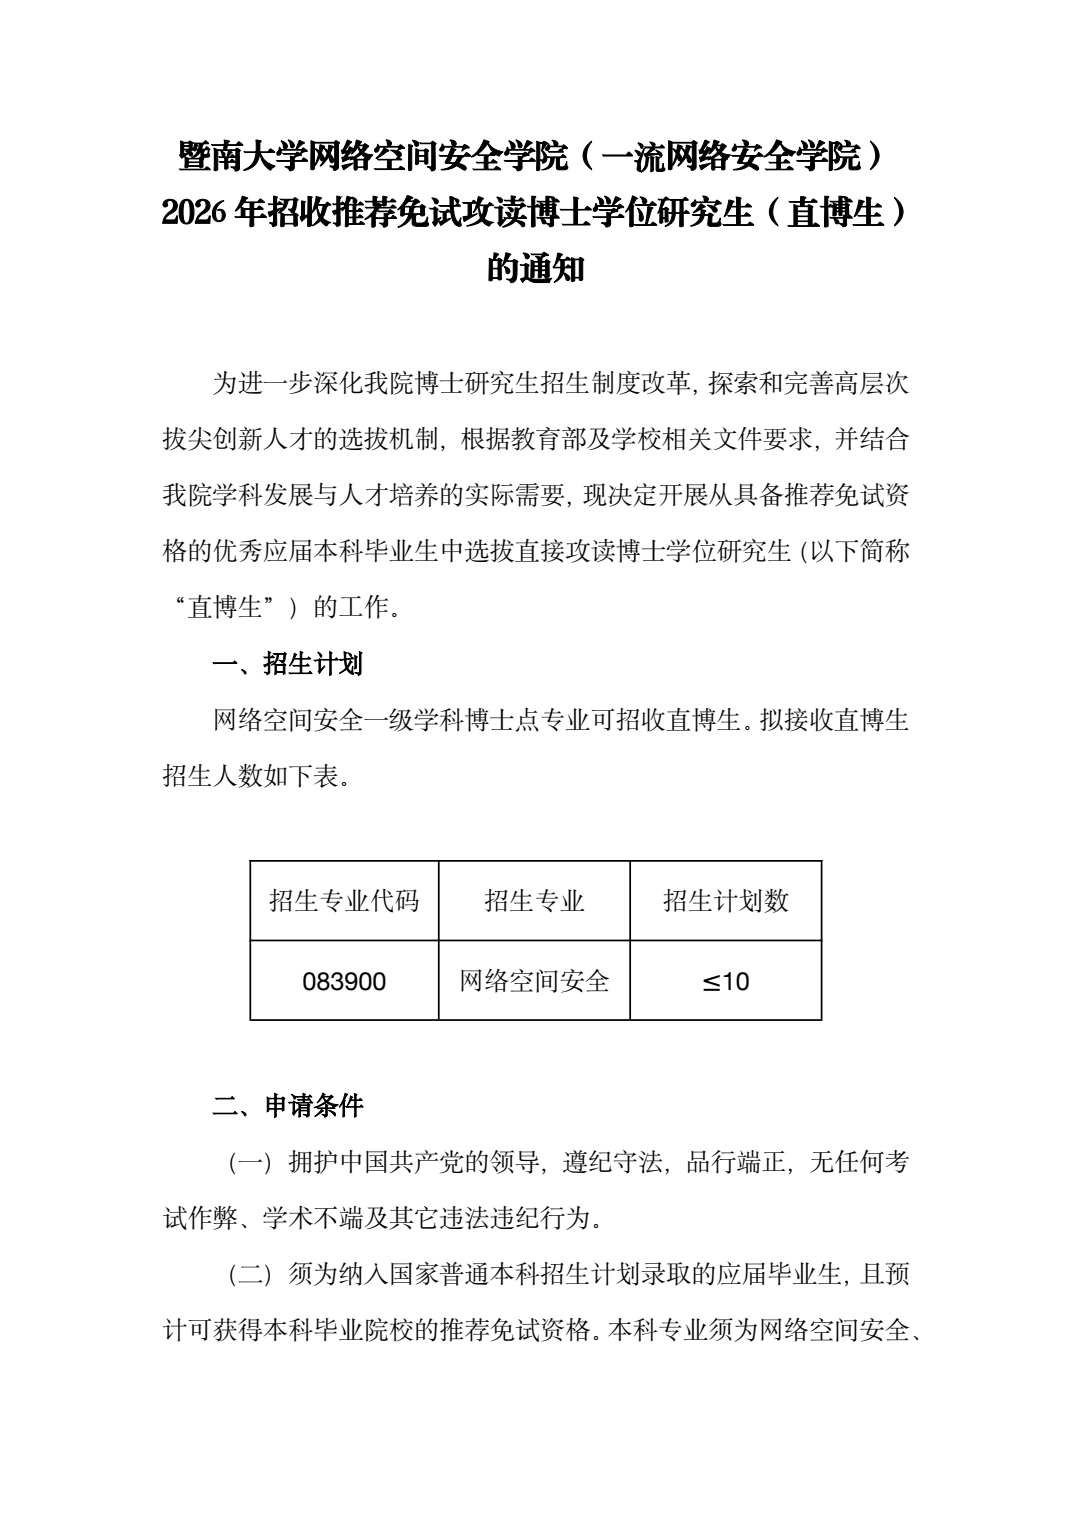 暨南大学网络空间安全学院（一流网络安全学院）
2026 年招收推荐免试攻读博士学位研究生（直博生）
的通知
为进一步深化我院博士研究生招生制度改革，探索和完善高层次
拔尖创新人才的选拔机制，根据教育部及学校相关文件要求，并结合
我院学科发展与人才培养的实际需要，现决定开展从具备推荐免试资
格的优秀应届本科毕业生中选拔直接攻读博士学位研究生（以下简称
“直博生”）的工作。
一、招生计划
网络空间安全一级学科博士点专业可招收直博生。拟接收直博生
招生人数如下表。
招生专业代码 招生专业 招生计划数
083900 网络空间安全 ≤10
二、申请条件
（一）拥护中国共产党的领导，遵纪守法，品行端正，无任何考
试作弊、学术不端及其它违法违纪行为。
（二）须为纳入国家普通本科招生计划录取的应届毕业生，且预
计可获得本科毕业院校的推荐免试资格。本科专业须为网络空间安全、